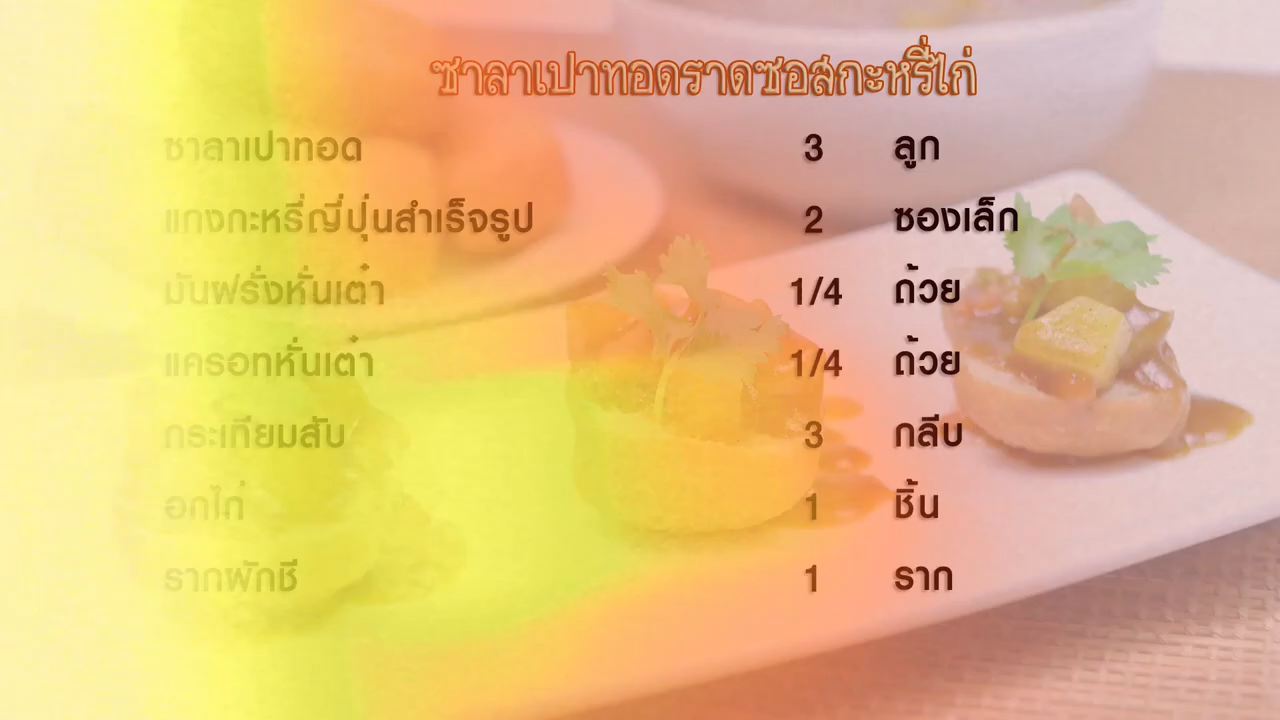 ซาลาเปาทอดราดซอสกะหรี่ไก่
ซาลาเปาทอด 3 ลูก
แกงกะหรี่ญี่ปุ่นสำเร็จรูป 2 ซองเล็ก
มันฝรั่งหั่นเต๋า 1/4 ถ้วย
แครอทหั่นเต๋า 1/4 ถ้วย
กระเทียมสับ 3 กลีบ
อกไก่ 1 ชิ้น
รากผักชี 1 ราก